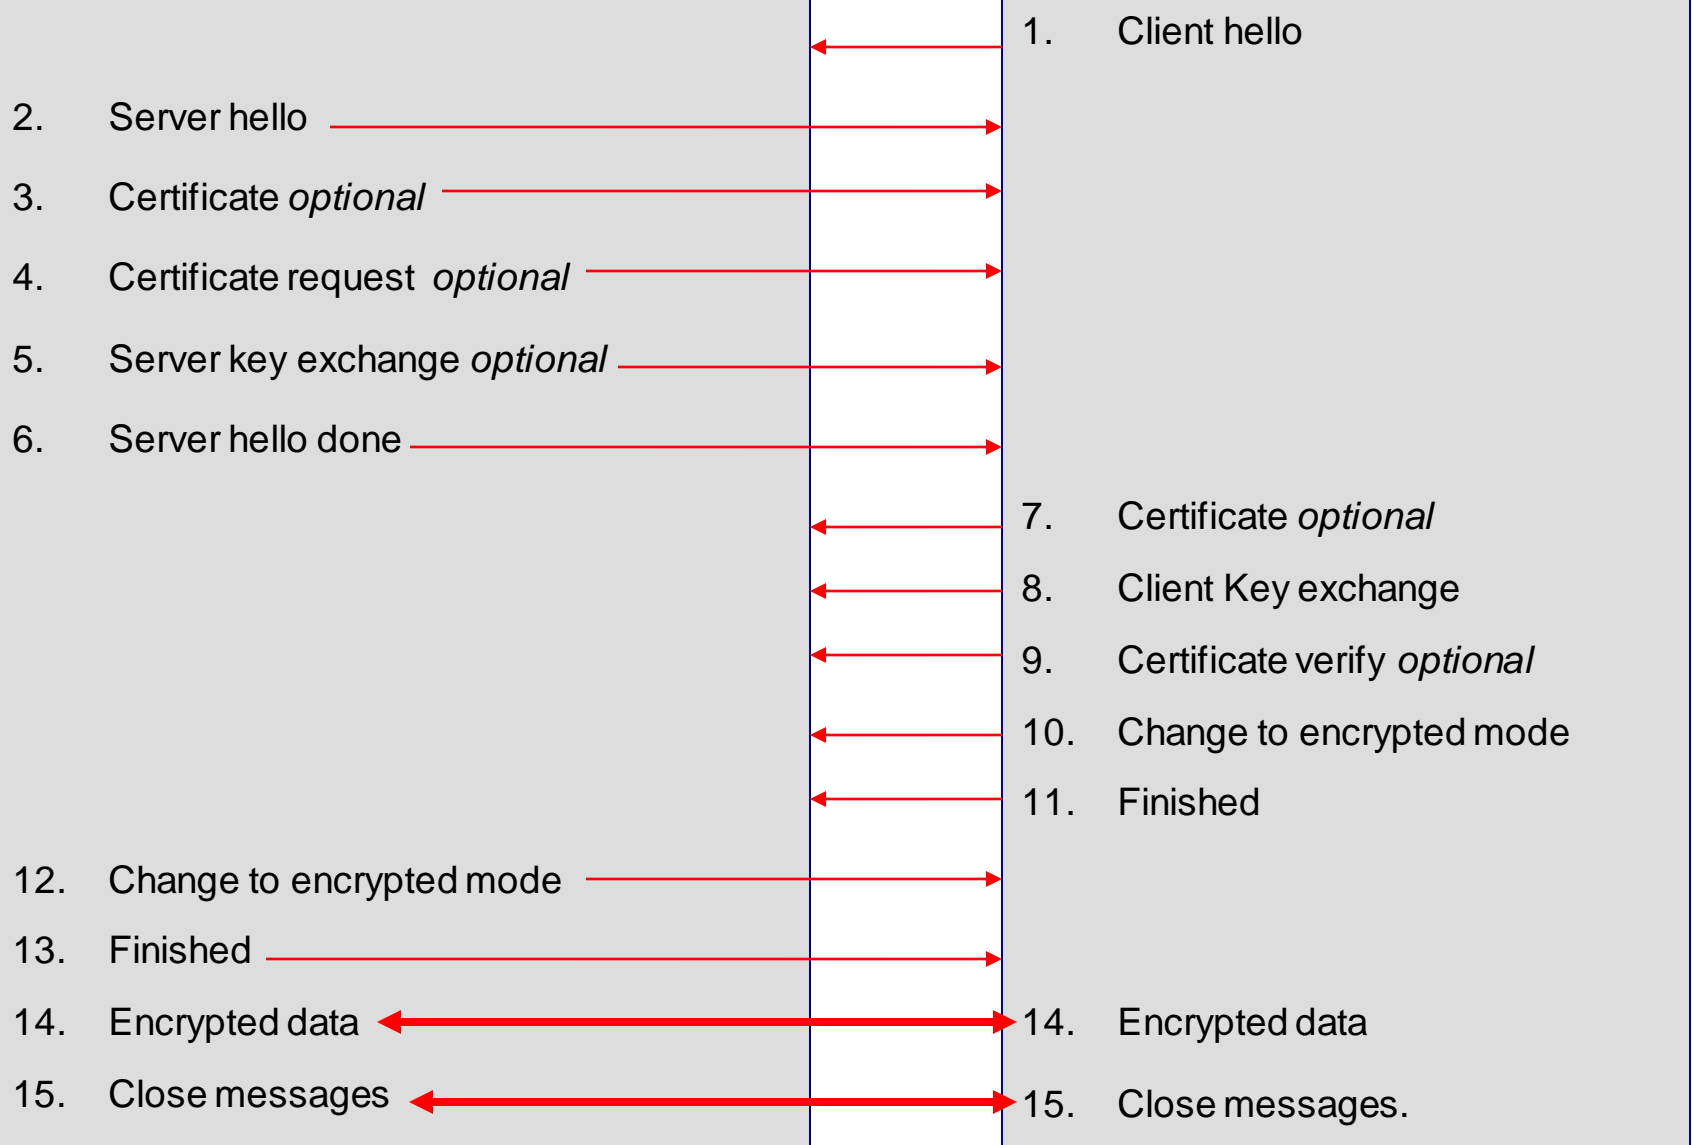 1. Client hello
2. Server hello
3. Certificate optional
4. Certificate request optional
5. Server key exchange optional
6. Server hello done
7. Certificate optional
8. Client Key exchange
9. Certificate verify optional
10. Change to encrypted mode
11. Finished
12. Change to encrypted mode
13. Finished
14. Encrypted data
14. Encrypted data
15. Close messages
15. Close messages.